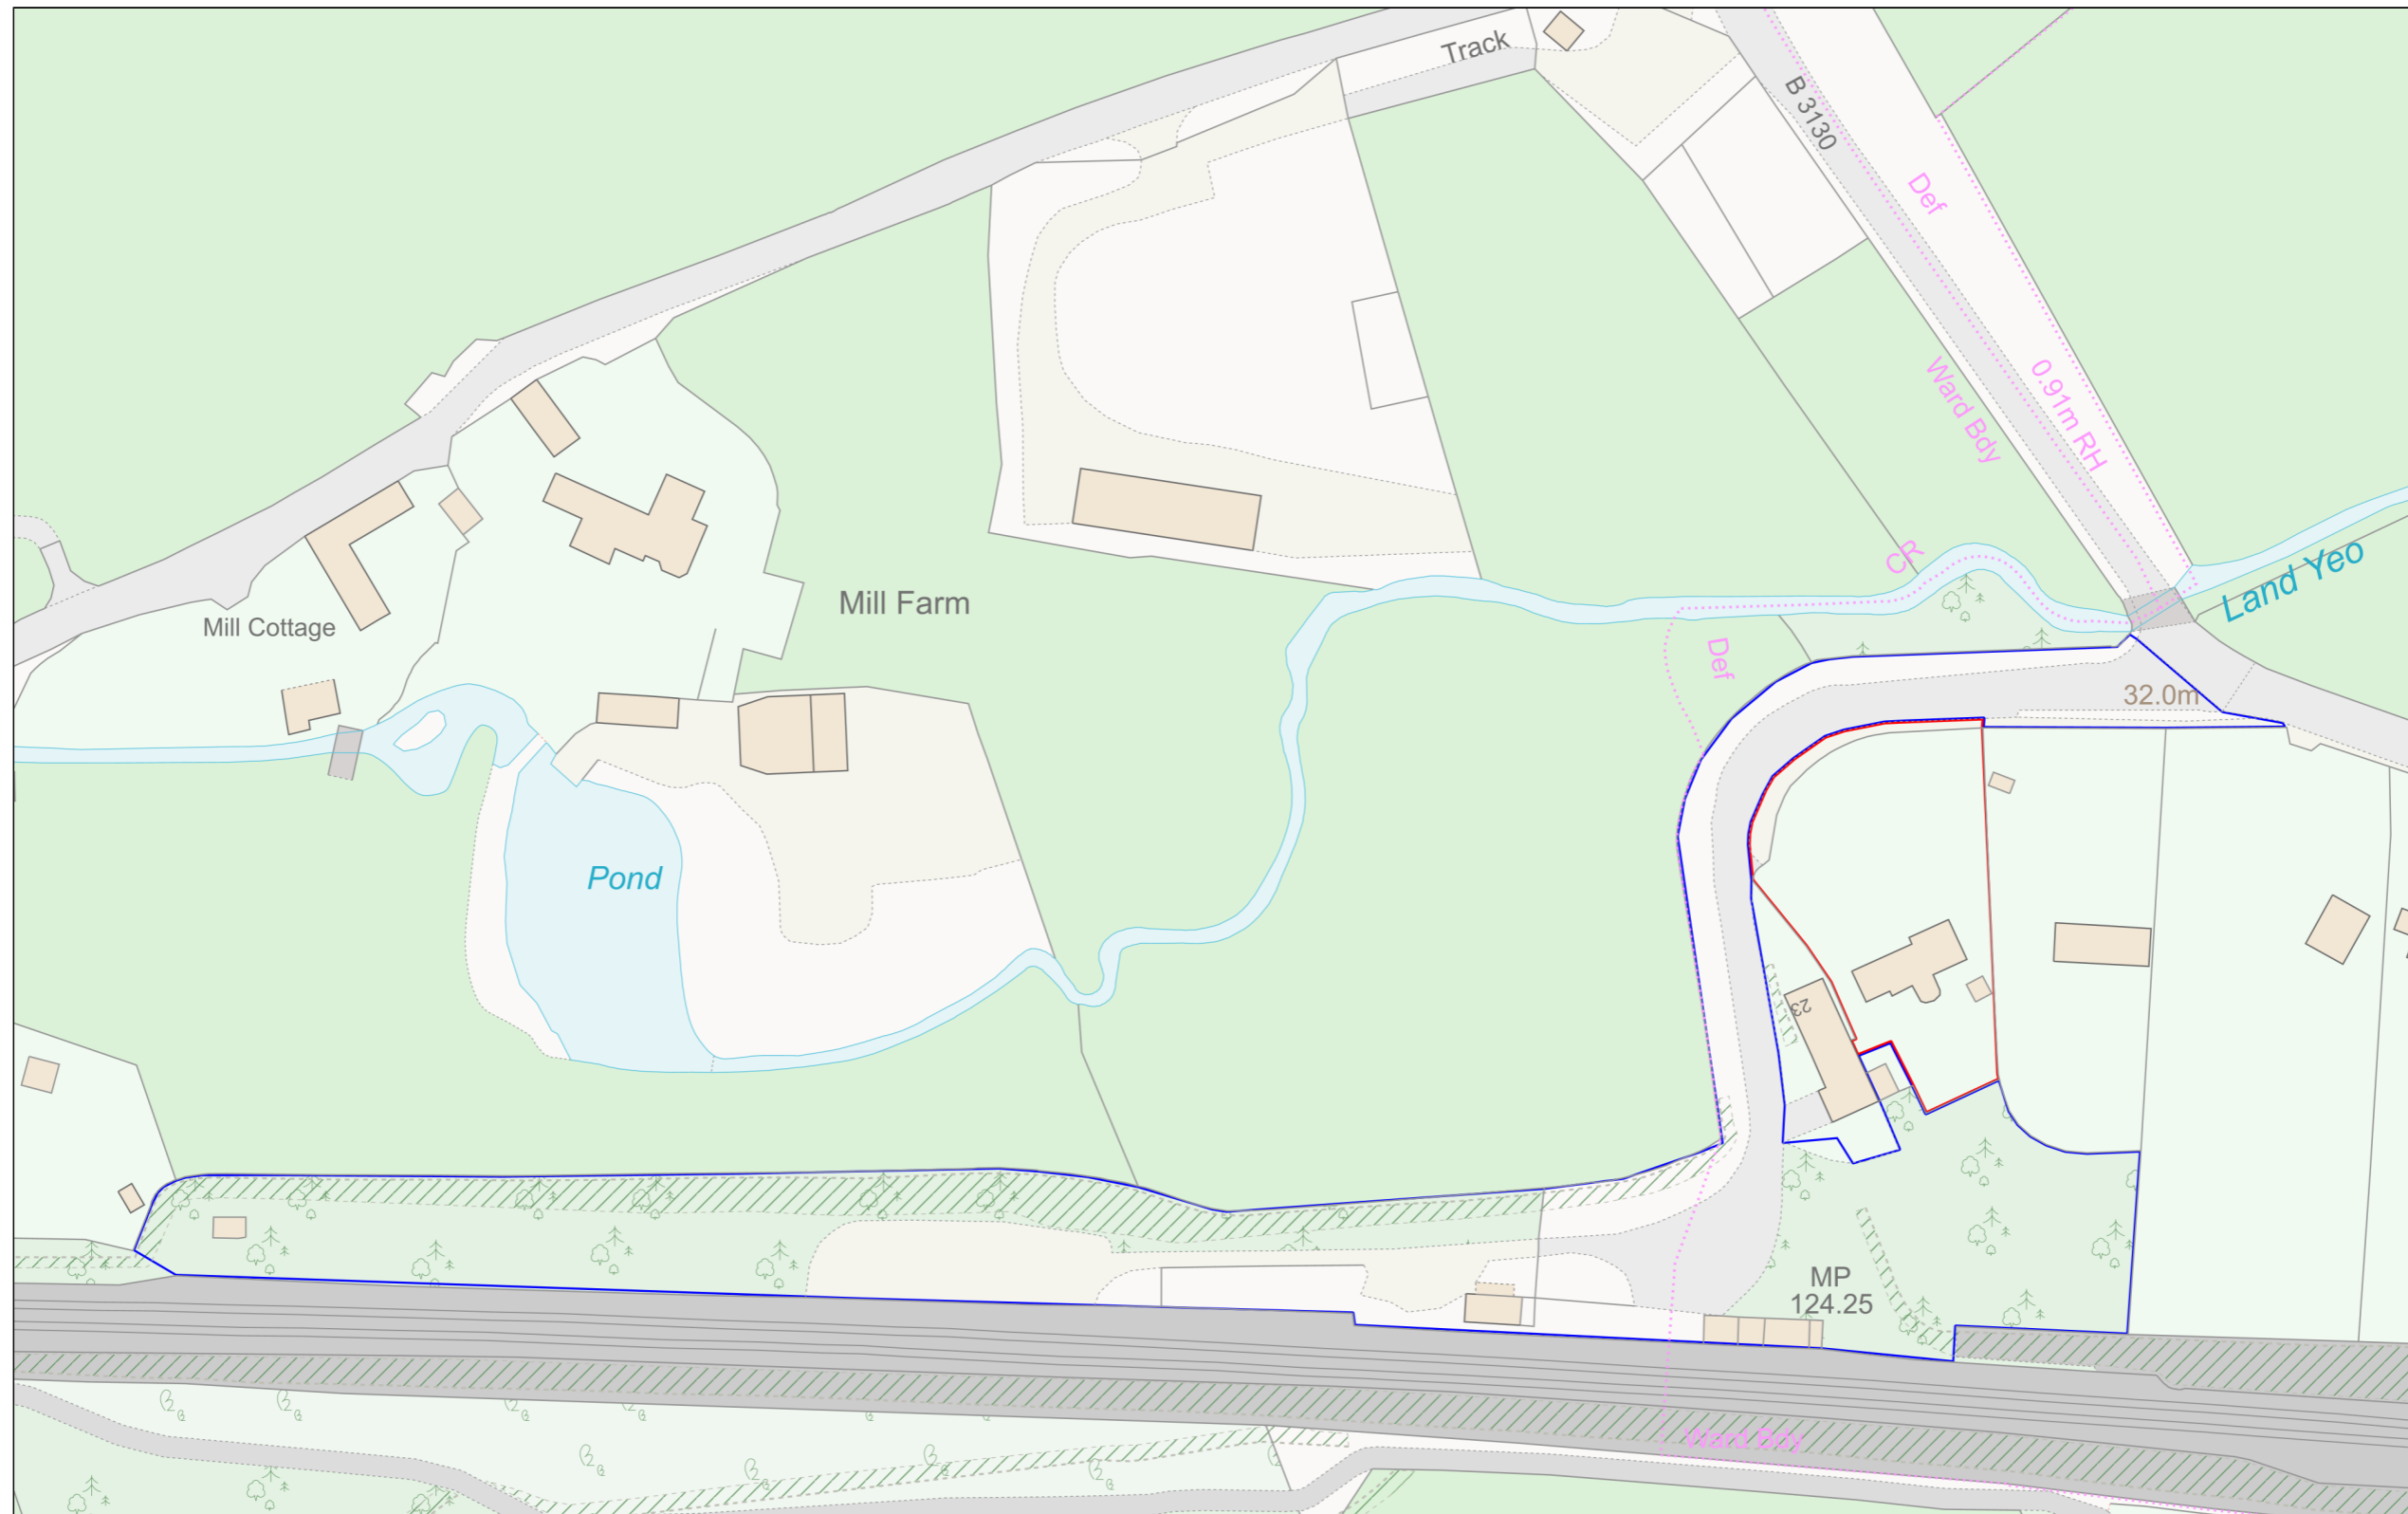 Track
B 3130
Def
Ward Bdy
0.91m RH
CR
Land Yeo
Mill Farm
Mill Cottage
Def
32.0m
Pond
23
MP
124.25
Ward Bdy